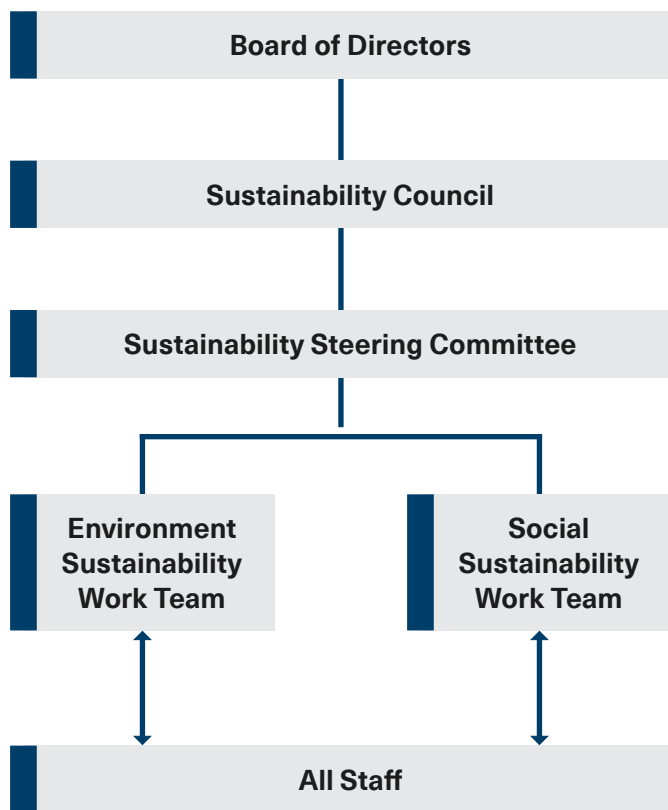 Board of Directors
Sustainability Council
Sustainability Steering Committee
Environment
Sustainability
Work Team
Social
Sustainability
Work Team
All Staff